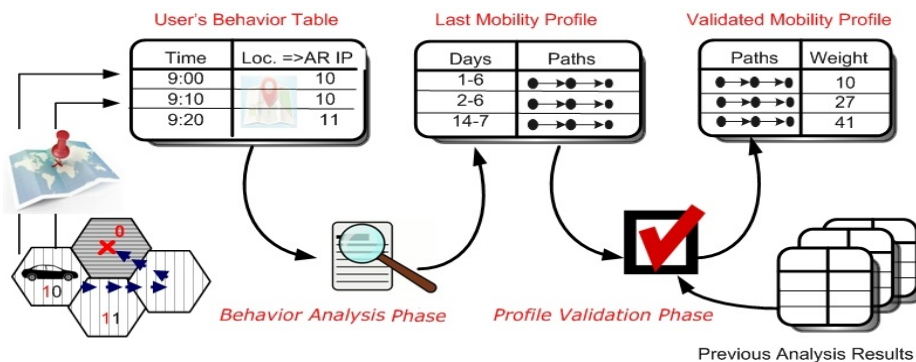 User's Behavior Table
Time Loc. =>AR IP
9:00 10
9:10 10
9:20 11
Last Mobility Profile
Days Paths
1-6
2-6
14-7
Validated Mobility Profile
Paths Weight
10
27
41
0
10
11
Behavior Analysis Phase
Profile Validation Phase
Previous Analysis Results